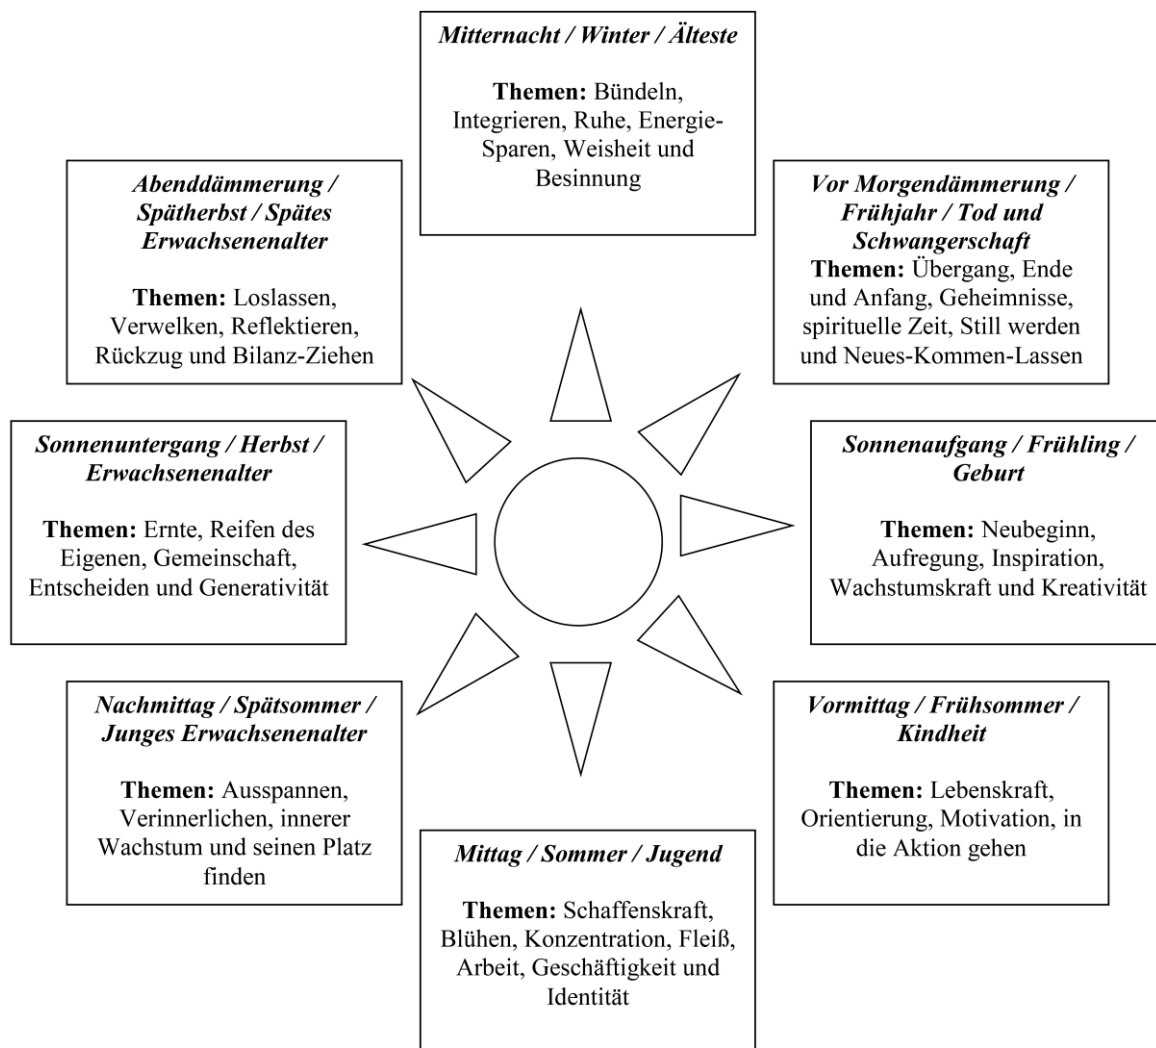 Mitternacht / Winter / Älteste
Themen: Bündeln,
Integrieren, Ruhe, Energie-
Sparen, Weisheit und
Besinnung
Abenddämmerung /
Spätherbst / Spätes
Erwachsenenalter
Themen: Loslassen,
Verwelken, Reflektieren,
Rückzug und Bilanz-Ziehen
Vor Morgendämmerung /
Frühjahr / Tod und
Schwangerschaft
Themen: Übergang, Ende
und Anfang, Geheimnisse,
spirituelle Zeit, Still werden
und Neues-Kommen-Lassen
Sonnenuntergang / Herbst /
Erwachsenenalter
Themen: Ernte, Reifen des
Eigenen, Gemeinschaft,
Entscheiden und Generativität
Sonnenaufgang / Frühling /
Geburt
Themen: Neubeginn,
Aufregung, Inspiration,
Wachstumskraft und Kreativität
Nachmittag / Spätsommer /
Junges Erwachsenenalter
Themen: Ausspannen,
Verinnerlichen, innerer
Wachstum und seinen Platz
finden
Vormittag / Frühsommer /
Kindheit
Themen: Lebenskraft,
Orientierung, Motivation, in
die Aktion gehen
Mittag / Sommer / Jugend
Themen: Schaffenskraft,
Blühen, Konzentration, Fleiß,
Arbeit, Geschäftigkeit und
Identität